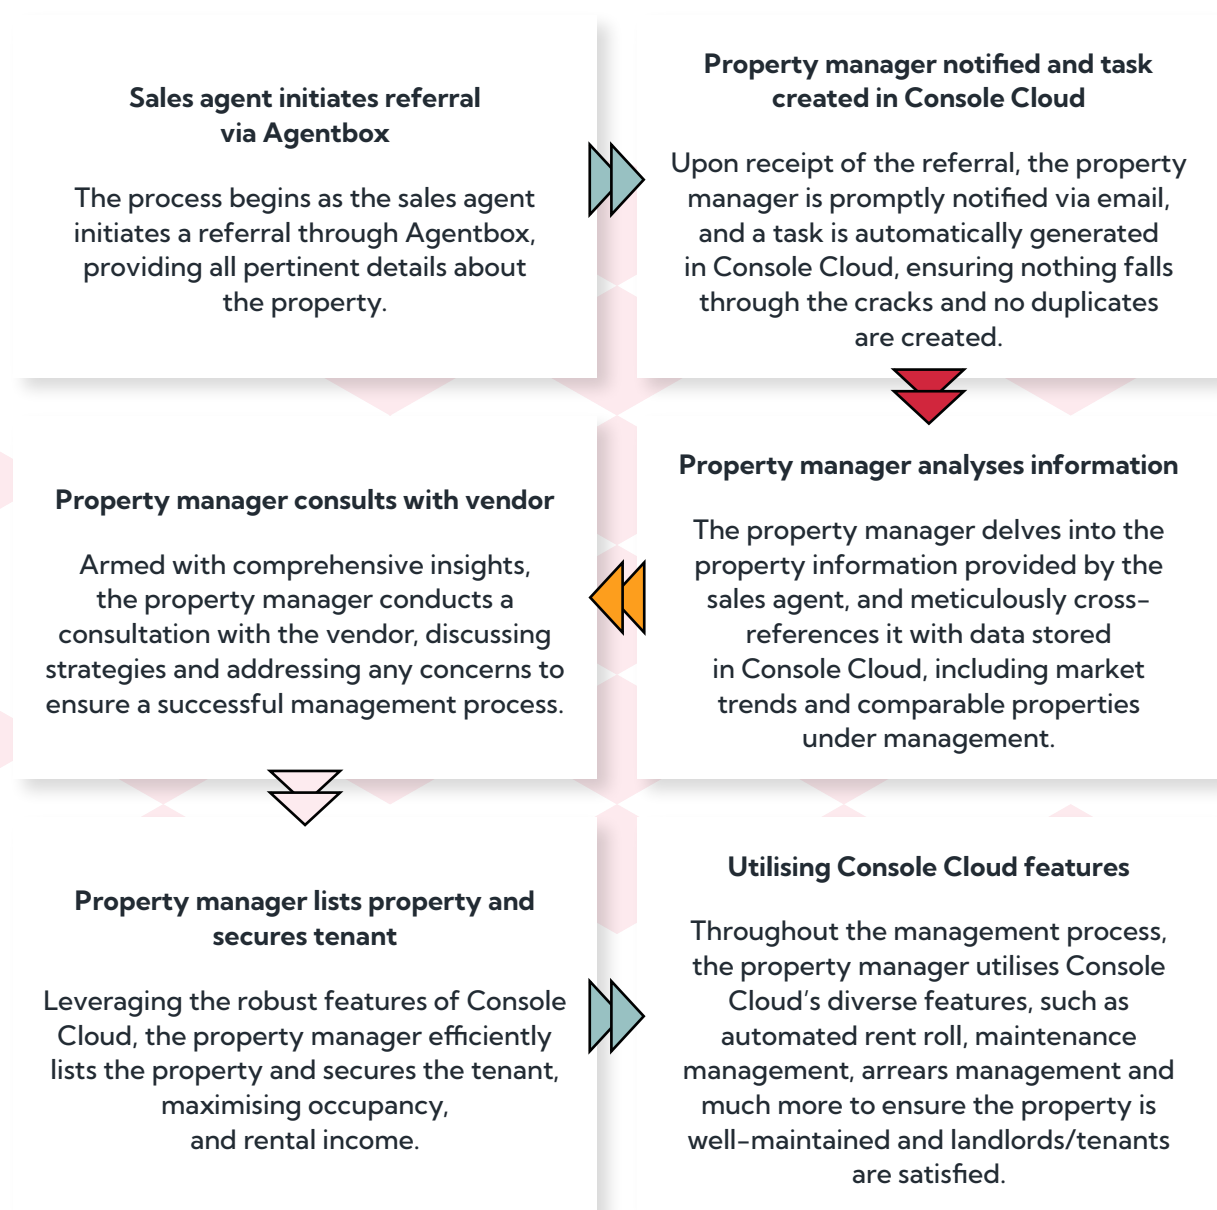 Sales agent initiates referral
via Agentbox
The process begins as the sales agent
initiates a referral through Agentbox,
providing all pertinent details about
the property.
Property manager notified and task
created in Console Cloud
Upon receipt of the referral, the property
manager is promptly notified via email,
and a task is automatically generated
in Console Cloud, ensuring nothing falls
through the cracks and no duplicates
are created.
Property manager analyses information
The property manager delves into the
property information provided by the
sales agent, and meticulously cross-
references it with data stored
in Console Cloud, including market
trends and comparable properties
under management.
Property manager consults with vendor
Armed with comprehensive insights,
the property manager conducts a
consultation with the vendor, discussing
strategies and addressing any concerns to
ensure a successful management process.
Property manager lists property and
secures tenant
Leveraging the robust features of Console
Cloud, the property manager efficiently
lists the property and secures the tenant,
maximising occupancy,
and rental income.
Utilising Console Cloud features
Throughout the management process,
the property manager utilises Console
Cloud's diverse features, such as
automated rent roll, maintenance
management, arrears management and
much more to ensure the property is
well-maintained and landlords/tenants
are satisfied.